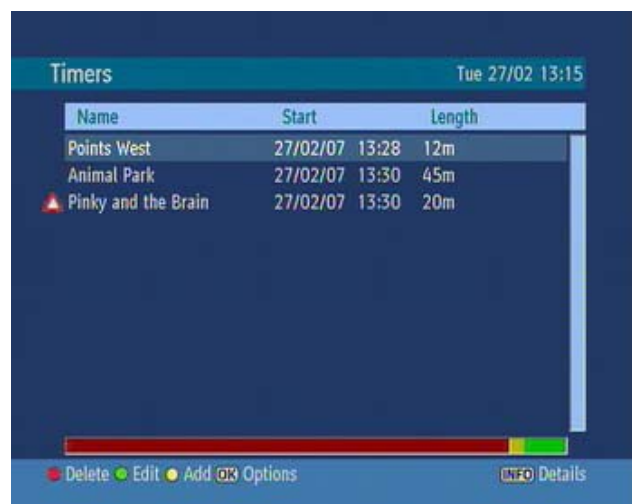 Timers Tue 27/02 13:15
Name Start Length
Points West 27/02/07 13:28 12m
Animal Park 27/02/07 13:30 45m
Pinky and the Brain 27/02/07 13:30 20m
Delete Edit Add OK Options INFO Details